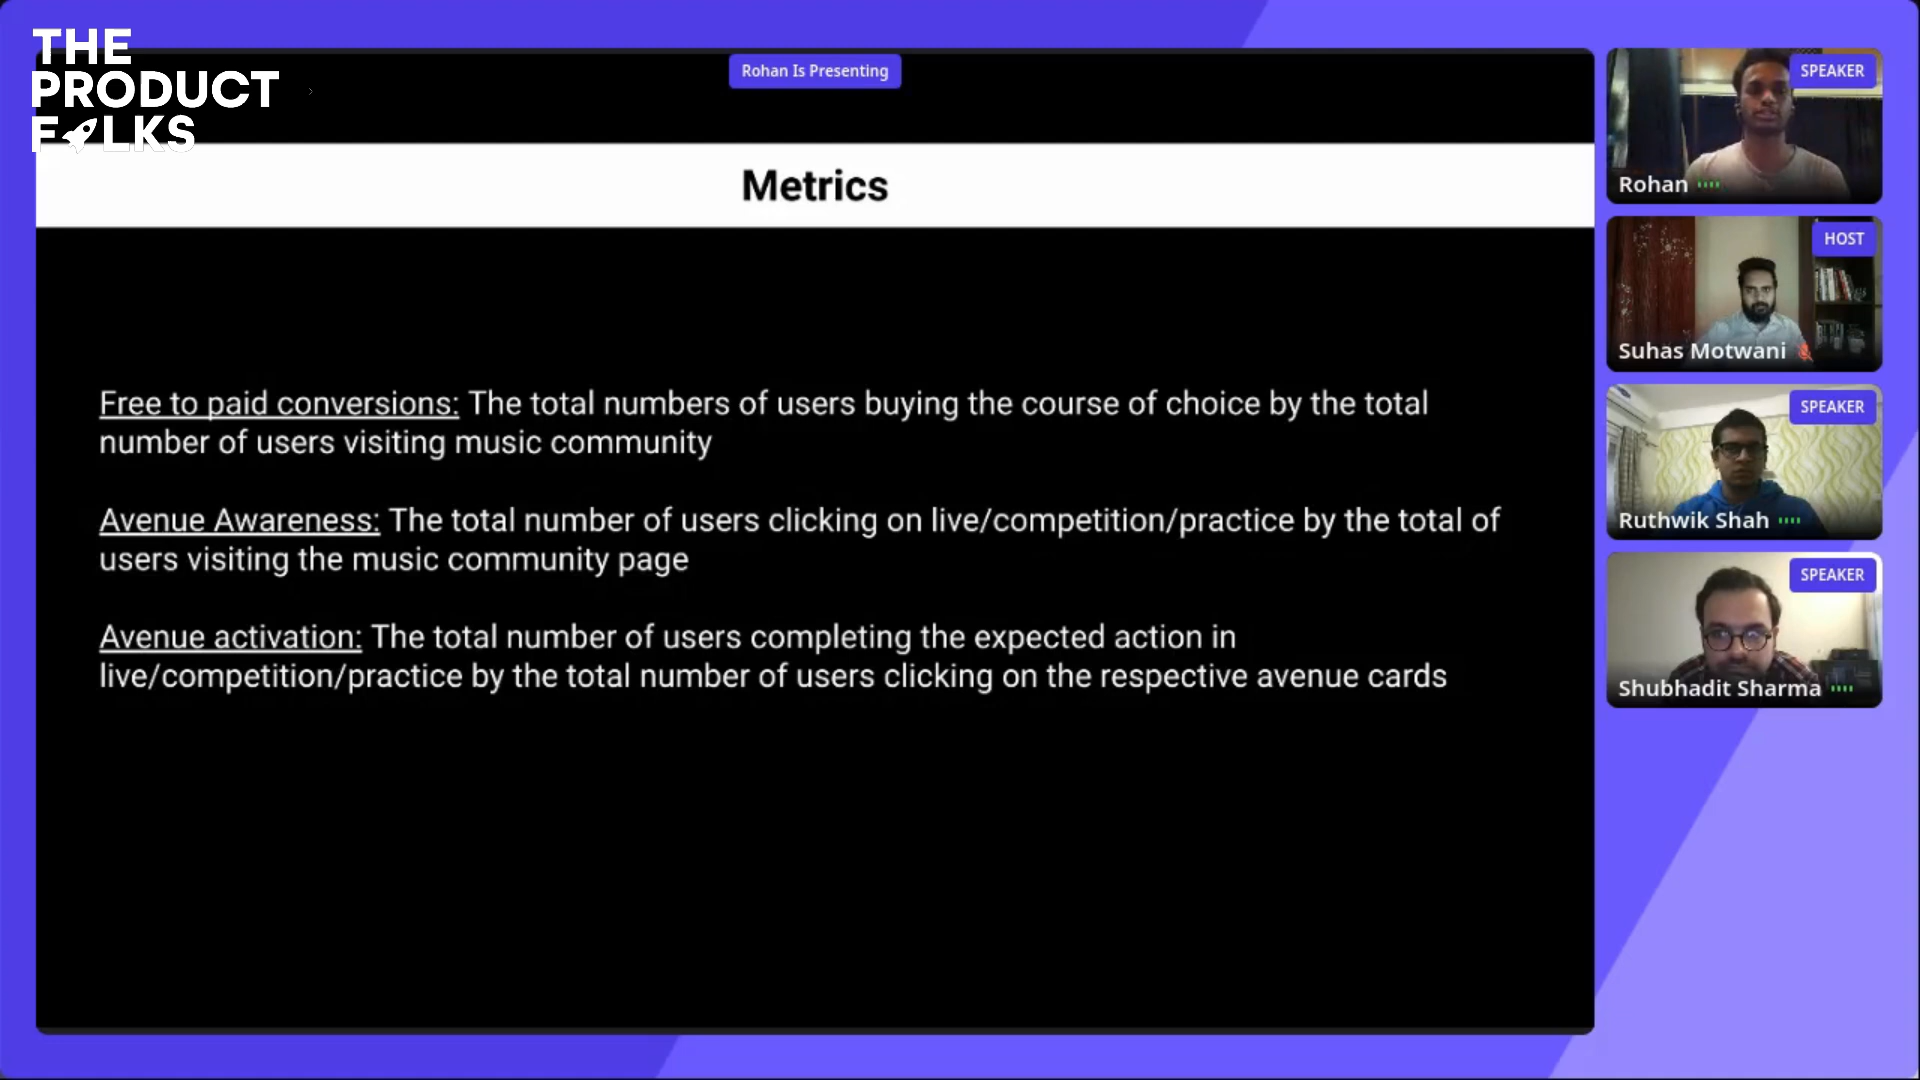 THE
PRODUCT
FOLKS
Rohan Is Presenting
Metrics
Free to paid conversions: The total numbers of users buying the course of choice by the total
number of users visiting music community
Avenue Awareness: The total number of users clicking on live/competition/practice by the total of
users visiting the music community page
Avenue activation: The total number of users completing the expected action in
live/competition/practice by the total number of users clicking on the respective avenue cards
SPEAKER
Rohan
HOST
Suhas Motwani
SPEAKER
Ruthwik Shah
SPEAKER
Shubhadit Sharma